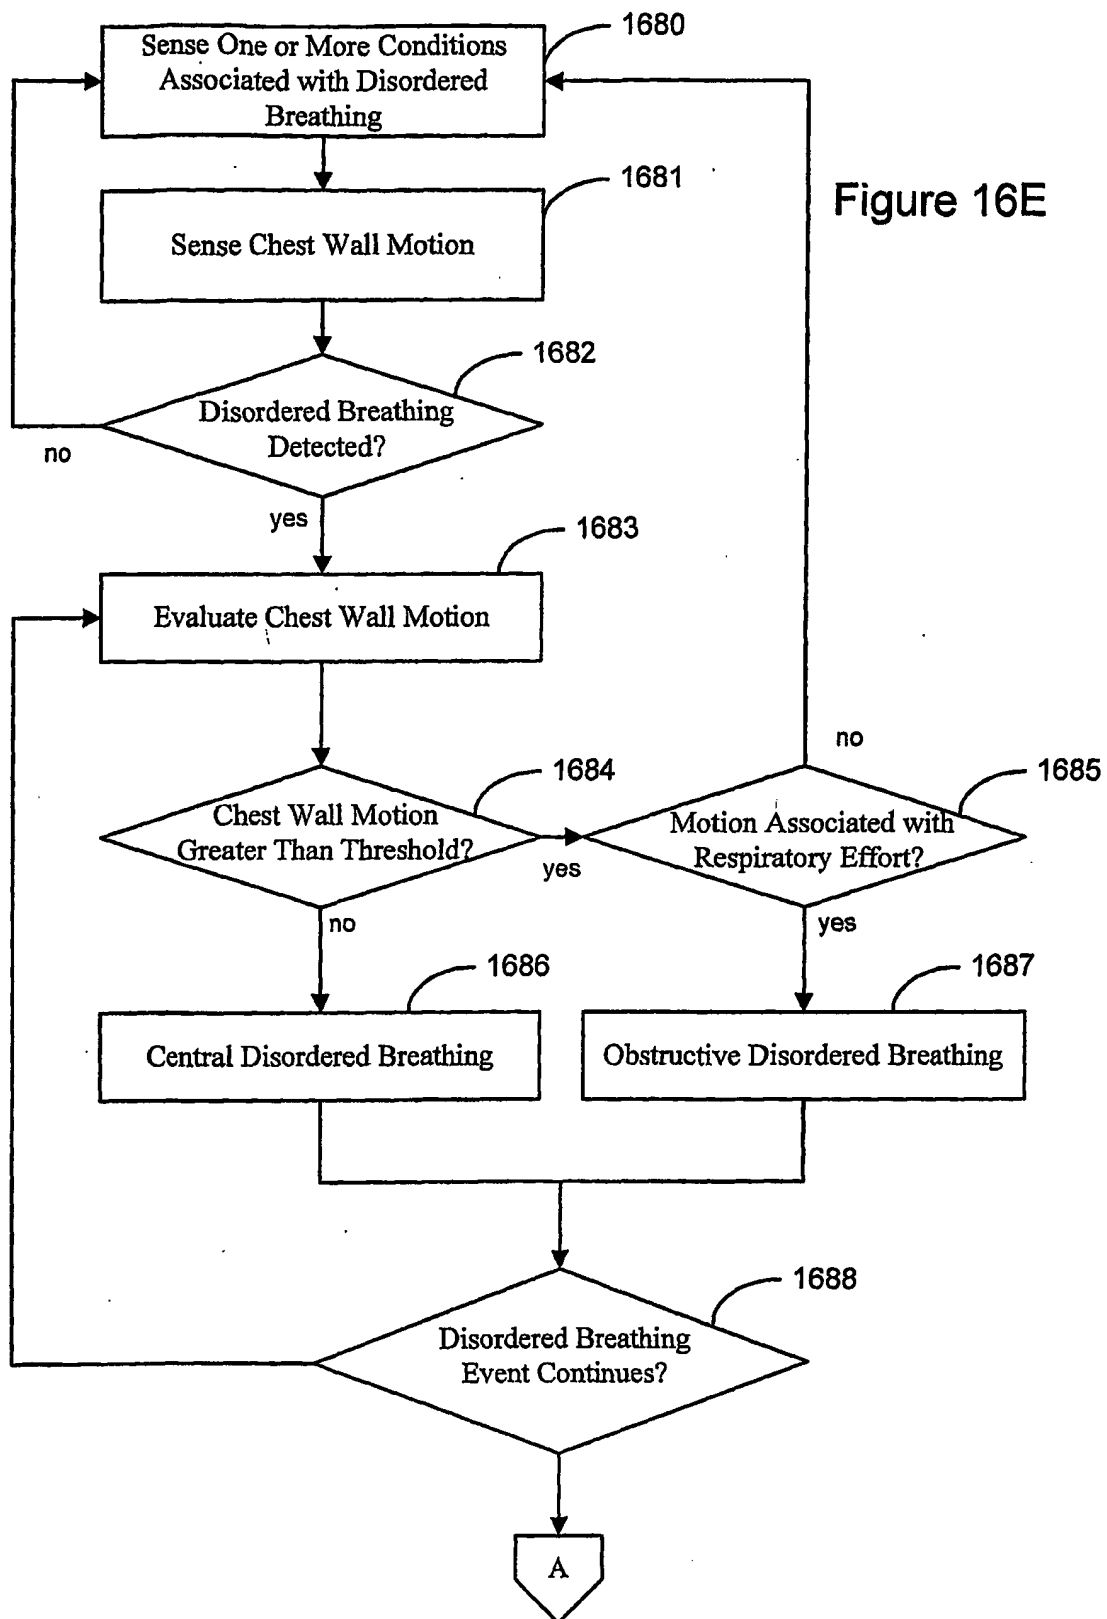 1680
Sense One or More Conditions
Associated with Disordered
Breathing
1681
Figure 16E
Sense Chest Wall Motion
1682
Disordered Breathing
Detected?
no
yes
1683
Evaluate Chest Wall Motion
no
1684
1685
Chest Wall Motion
Greater Than Threshold?
Motion Associated with
Respiratory Effort?
yes
no
yes
1686
1687
Central Disordered Breathing
Obstructive Disordered Breathing
1688
Disordered Breathing
Event Continues?
A